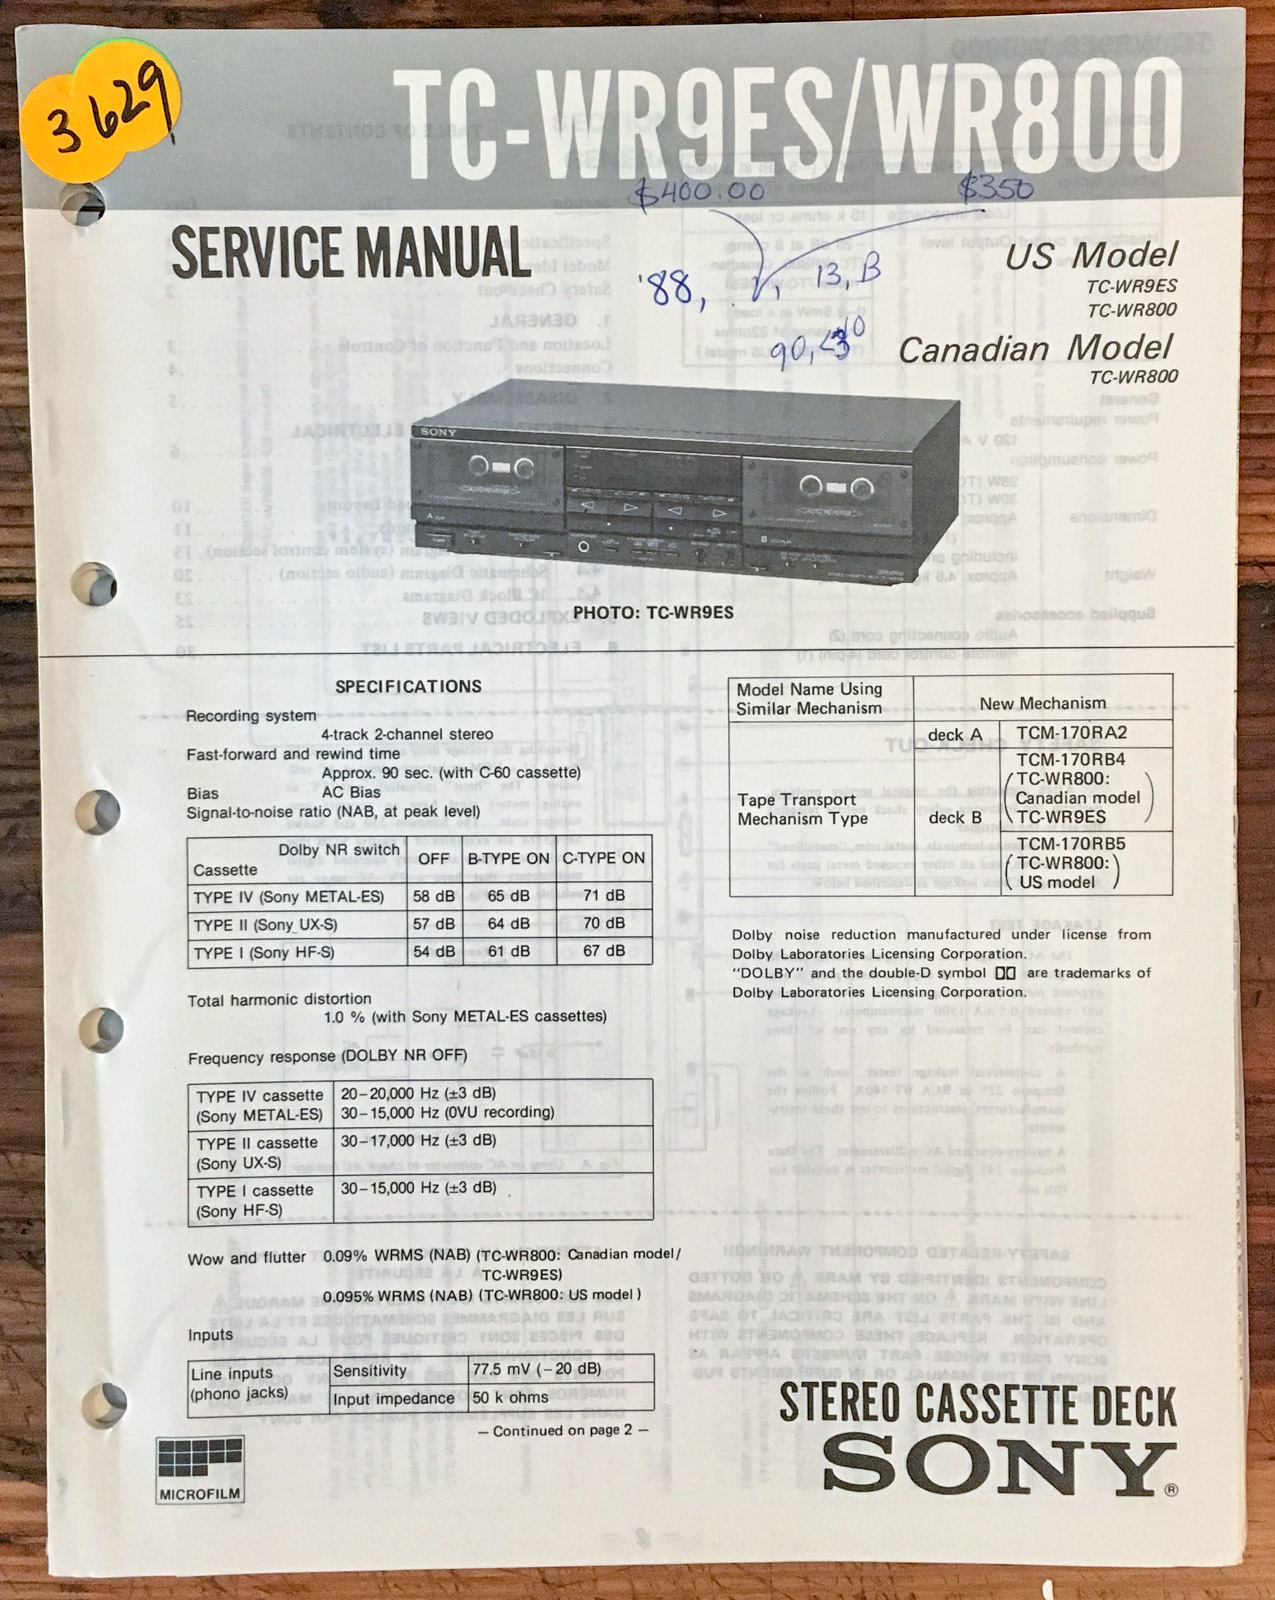 3629
TC-WR9ES/WR800
$400.00 $350
SERVICE MANUAL
'88, 13, B
90,
US Model
TC-WR9ES
TC-WR800
Canadian Model
TC-WR800
SONY
AUTO REVERSE
AUTO REVERSE
A
B
PHOTO: TC-WR9ES
SPECIFICATIONS
Recording system
4-track 2-channel stereo
Fast-forward and rewind time
Approx. 90 sec. (with C-60 cassette)
Bias AC Bias
Signal-to-noise ratio (NAB, at peak level)
Dolby NR switch
Cassette OFF B-TYPE ON C-TYPE ON
TYPE IV (Sony METAL-ES) 58 dB 65 dB 71 dB
TYPE II (Sony UX-S) 57 dB 64 dB 70 dB
TYPE I (Sony HF-S) 54 dB 61 dB 67 dB
Total harmonic distortion
1.0 % (with Sony METAL-ES cassettes)
Frequency response (DOLBY NR OFF)
TYPE IV cassette 20–20,000 Hz (±3 dB)
(Sony METAL-ES) 30–15,000 Hz (0VU recording)
TYPE II cassette 30–17,000 Hz (±3 dB)
(Sony UX-S)
TYPE I cassette 30–15,000 Hz (±3 dB)
(Sony HF-S)
Wow and flutter 0.09% WRMS (NAB) (TC-WR800: Canadian model/
TC-WR9ES)
0.095% WRMS (NAB) (TC-WR800: US model)
Inputs
Line inputs Sensitivity 77.5 mV (–20 dB)
(phono jacks) Input impedance 50 k ohms
— Continued on page 2 —
MICROFILM
Model Name Using
Similar Mechanism New Mechanism
Tape Transport
Mechanism Type
deck A TCM-170RA2
deck B TCM-170RB4
(TC-WR800:
Canadian model
TC-WR9ES)
TCM-170RB5
(TC-WR800:
US model)
Dolby noise reduction manufactured under license from
Dolby Laboratories Licensing Corporation.
"DOLBY" and the double-D symbol are trademarks of
Dolby Laboratories Licensing Corporation.
STEREO CASSETTE DECK
SONY®